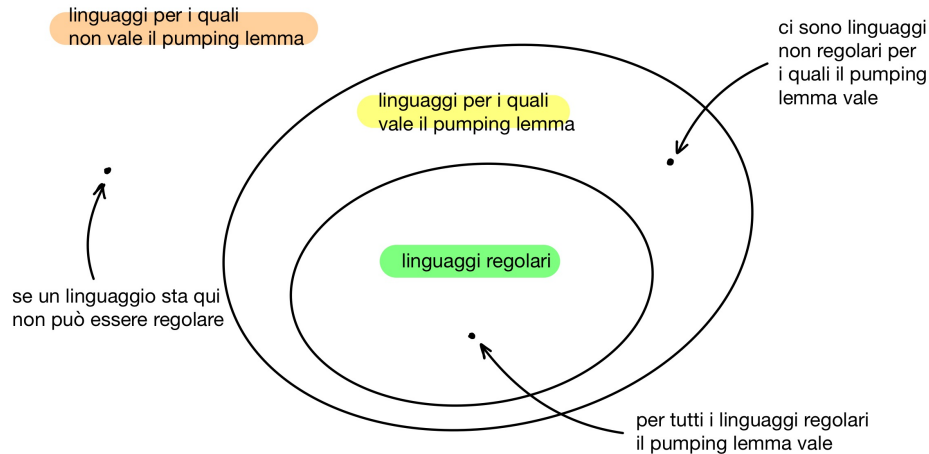 linguaggi per i quali
non vale il pumping lemma
ci sono linguaggi
non regolari per
i quali il pumping
lemma vale
linguaggi per i quali
vale il pumping lemma
linguaggi regolari
se un linguaggio sta qui
non può essere regolare
per tutti i linguaggi regolari
il pumping lemma vale